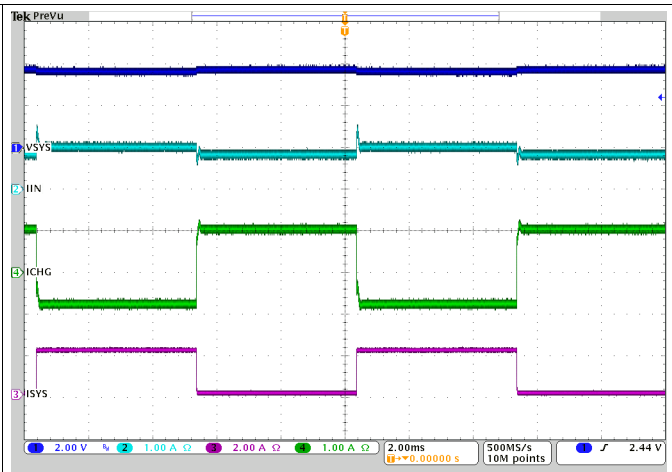 Tek PreVu
T
T
1 VSYS
2 IIN
4 ICHG
3 ISYS
1 2.00 V 2 1.00 A Ω 3 2.00 A Ω 4 1.00 A Ω 2.00ms 500MS/s 1 2.44 V
T→▼0.00000 s 10M points